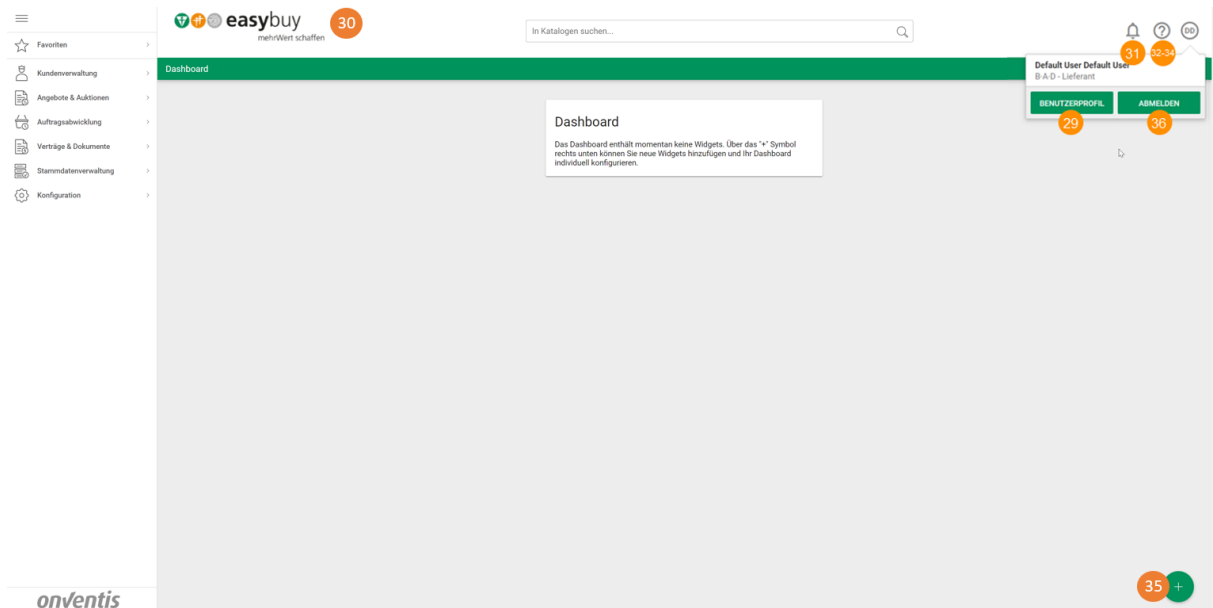 easybuy
mehrWert schaffen
30
In Katalogen suchen...
DD
31
32-34
Favoriten
Kundenverwaltung
Angebote & Auktionen
Auftragsabwicklung
Verträge & Dokumente
Stammdatenverwaltung
Konfiguration
Dashboard
Default User Default User
B·A·D - Lieferant
BENUTZERPROFIL
ABMELDEN
29
36
Dashboard
Das Dashboard enthält momentan keine Widgets. Über das "+" Symbol
rechts unten können Sie neue Widgets hinzufügen und Ihr Dashboard
individuell konfigurieren.
35
+
onventis